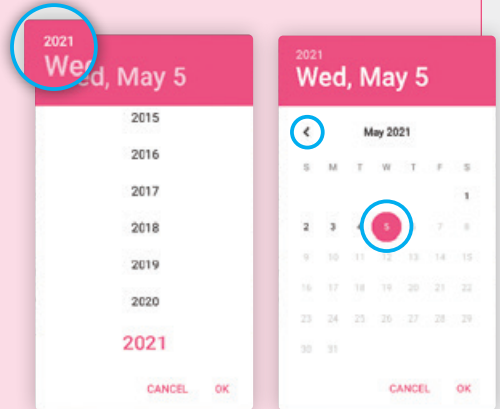 2021
Wed, May 5
2015
2016
2017
2018
2019
2020
2021
CANCEL OK
2021
Wed, May 5
May 2021
S M T W T F S
1
2 3 4 5 6 7 8
9 10 11 12 13 14 15
16 17 18 19 20 21 22
23 24 25 26 27 28 29
30 31
CANCEL OK